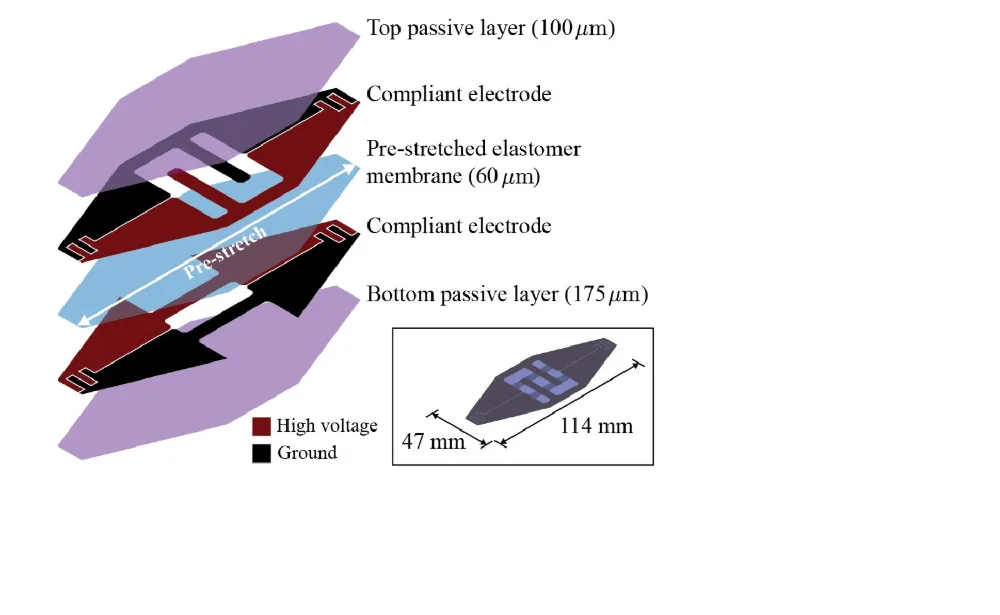 Top passive layer (100 μm)
Compliant electrode
Pre-stretched elastomer
membrane (60 μm)
Compliant electrode
Pre-stretch
Bottom passive layer (175 μm)
High voltage
Ground
47 mm
114 mm